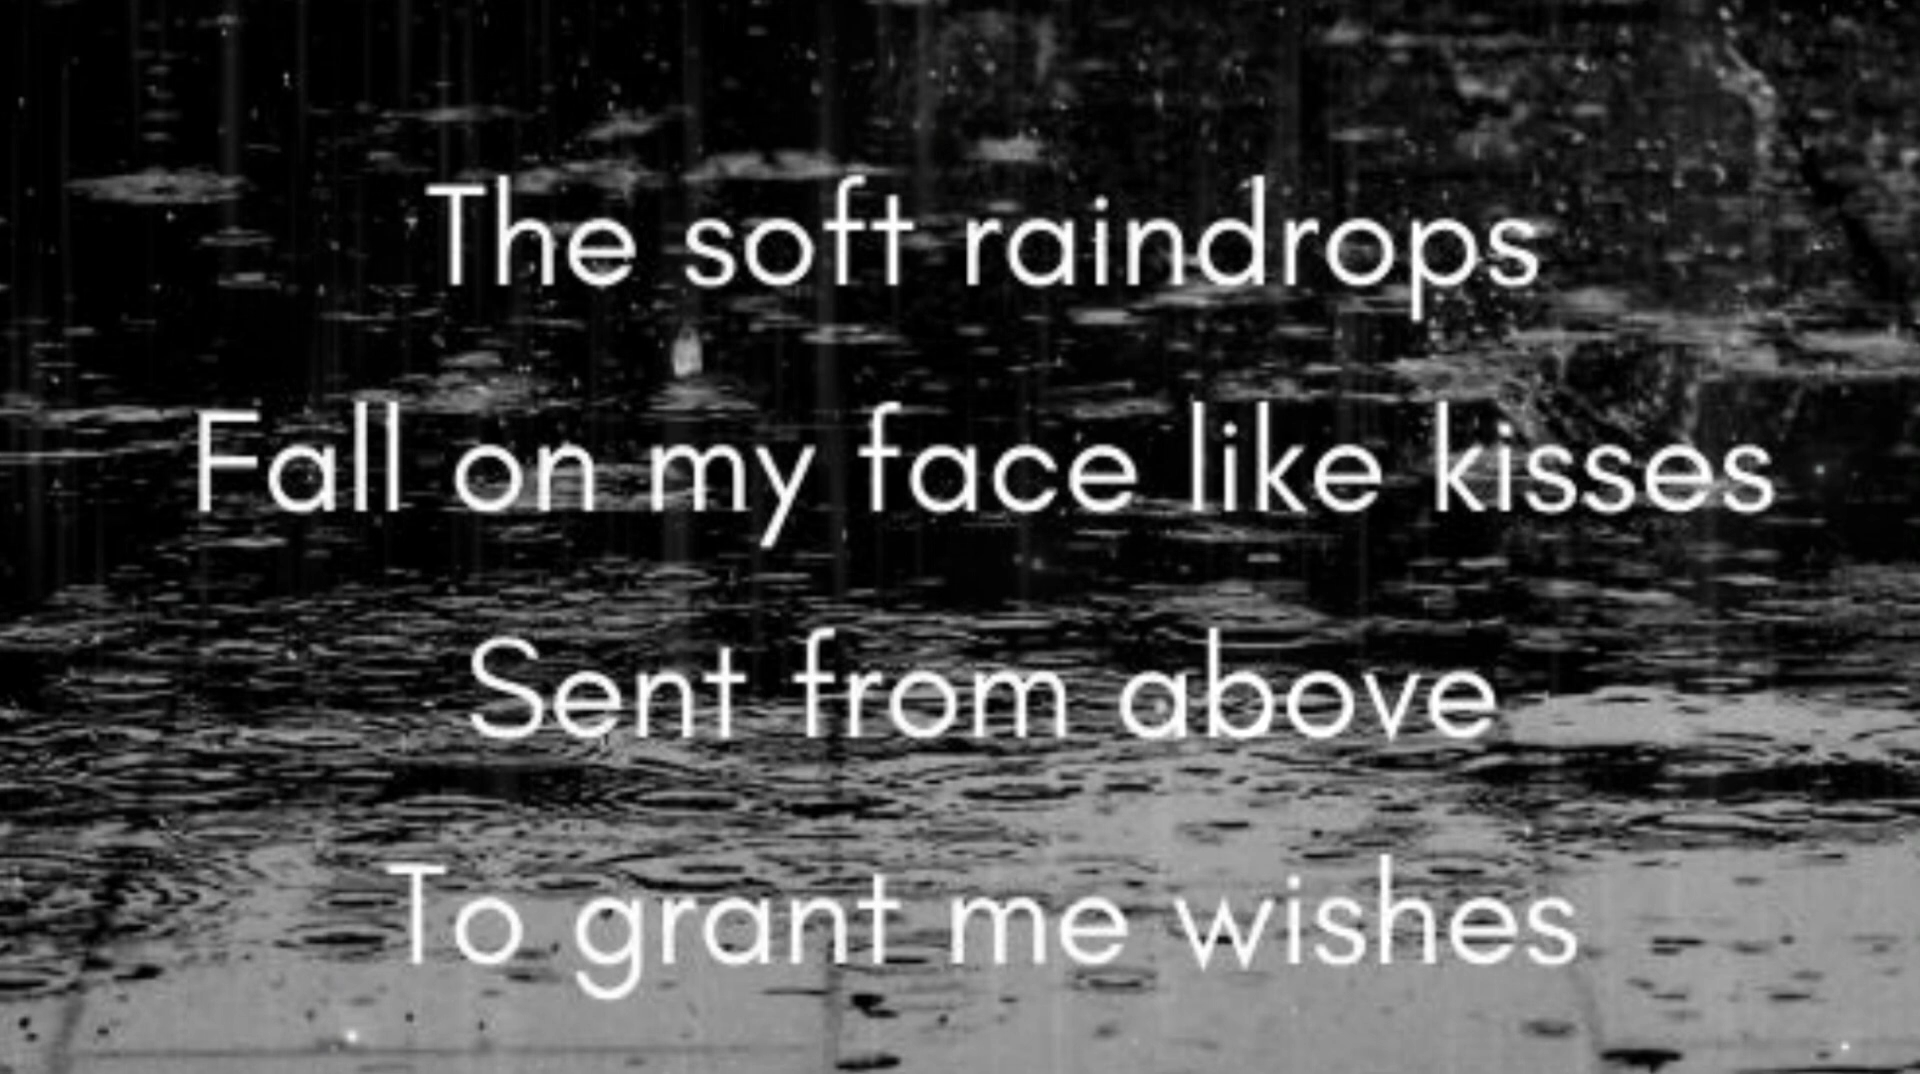 The soft raindrops
Fall on my face like kisses
Sent from above
To grant me wishes